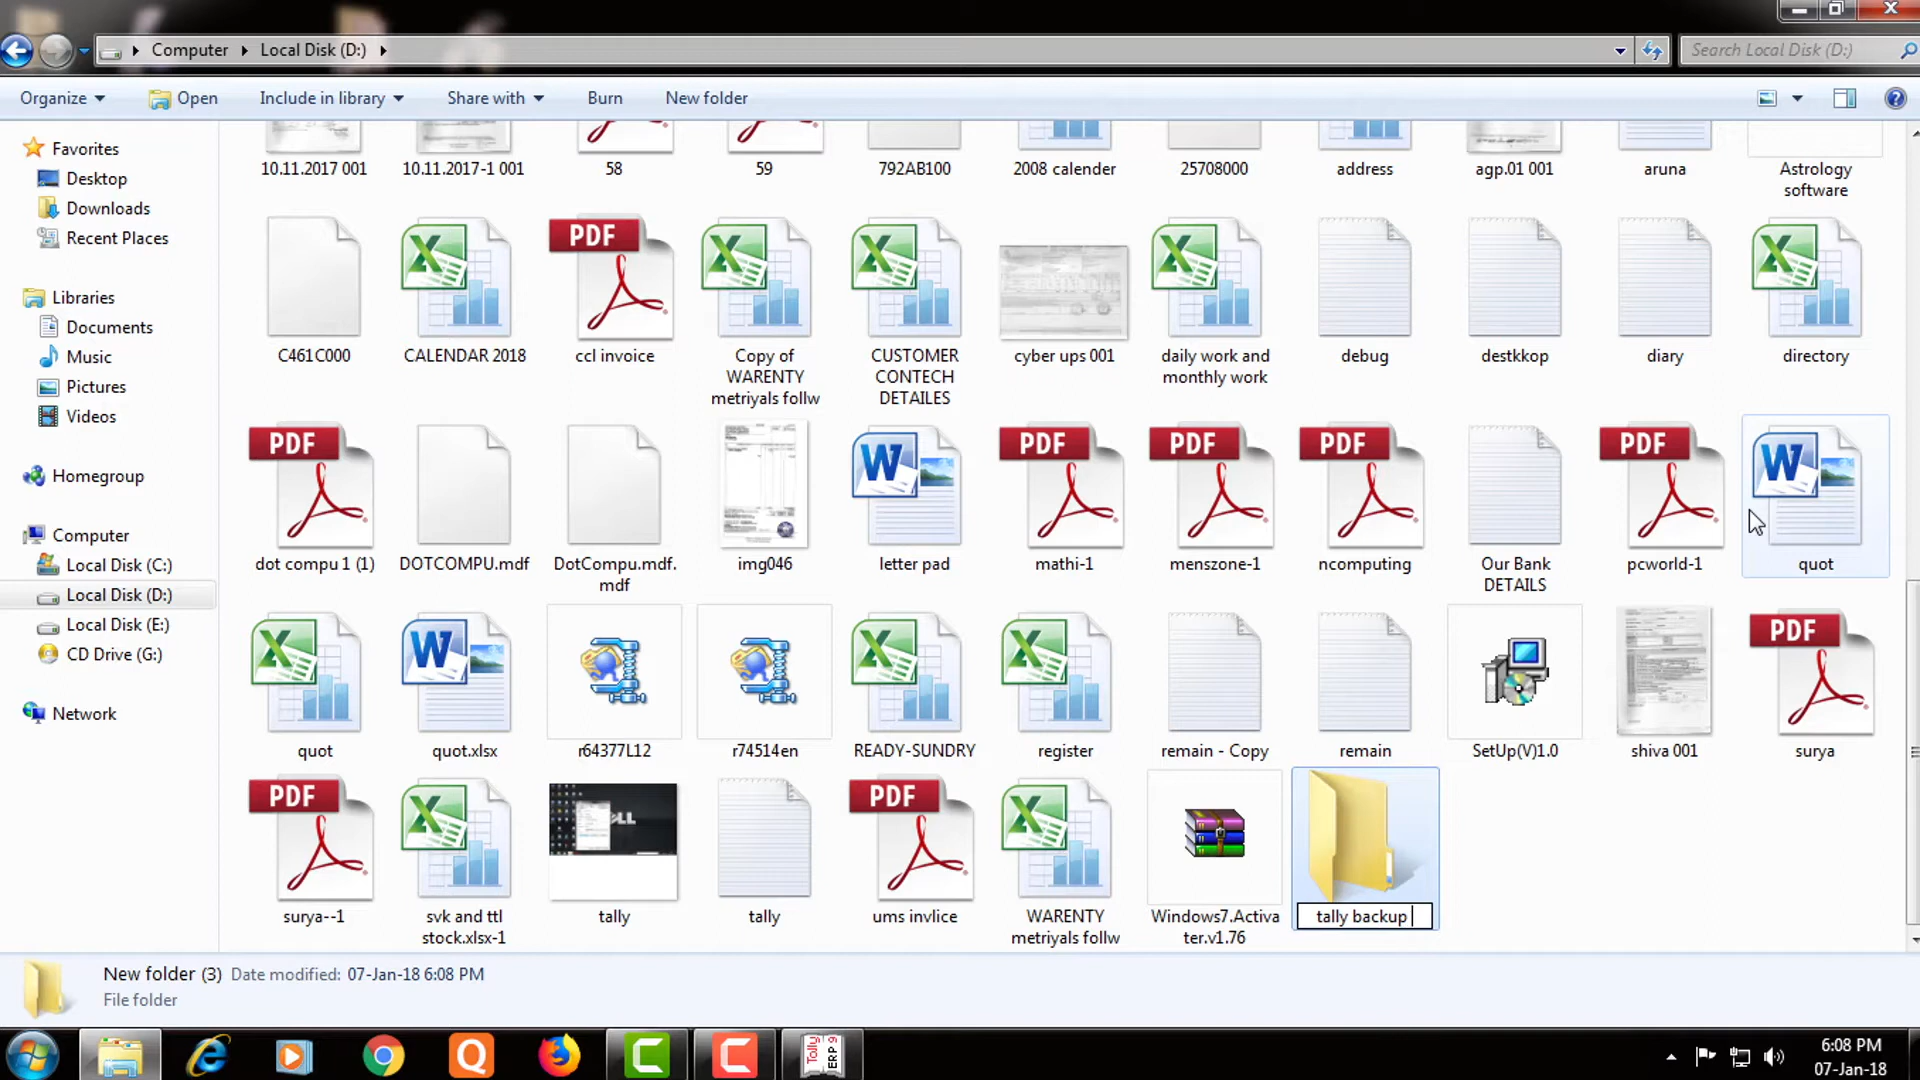 Computer
Local Disk (D:)
Search Local Disk (D:)
Organize
Open
Include in library
Share with
Burn
New folder
Favorites
Desktop
Downloads
Recent Places
Libraries
Documents
Music
Pictures
Videos
Homegroup
Computer
Local Disk (C:)
Local Disk (D:)
Local Disk (E:)
CD Drive (G:)
Network
10.11.2017 001
10.11.2017-1 001
58
59
792AB100
2008 calender
25708000
address
agp.01 001
aruna
Astrology
software
PDF
C461C000
CALENDAR 2018
ccl invoice
Copy of
WARENTY
metriyals follw
CUSTOMER
CONTECH
DETAILES
cyber ups 001
daily work and
monthly work
debug
destkkop
diary
directory
PDF
PDF
PDF
PDF
PDF
dot compu 1 (1)
DOTCOMPU.mdf
DotCompu.mdf.
mdf
img046
letter pad
mathi-1
menszone-1
ncomputing
Our Bank
DETAILS
pcworld-1
quot
PDF
quot
quot.xlsx
r64377L12
r74514en
READY-SUNDRY
register
remain - Copy
remain
SetUp(V)1.0
shiva 001
surya
PDF
PDF
surya--1
svk and ttl
stock.xlsx-1
tally
tally
ums invlice
WARENTY
metriyals follw
Windows7.Activa
ter.v1.76
tally backup
New folder (3)
Date modified: 07-Jan-18 6:08 PM
File folder
Tally
ERP 9
6:08 PM
07-Jan-18